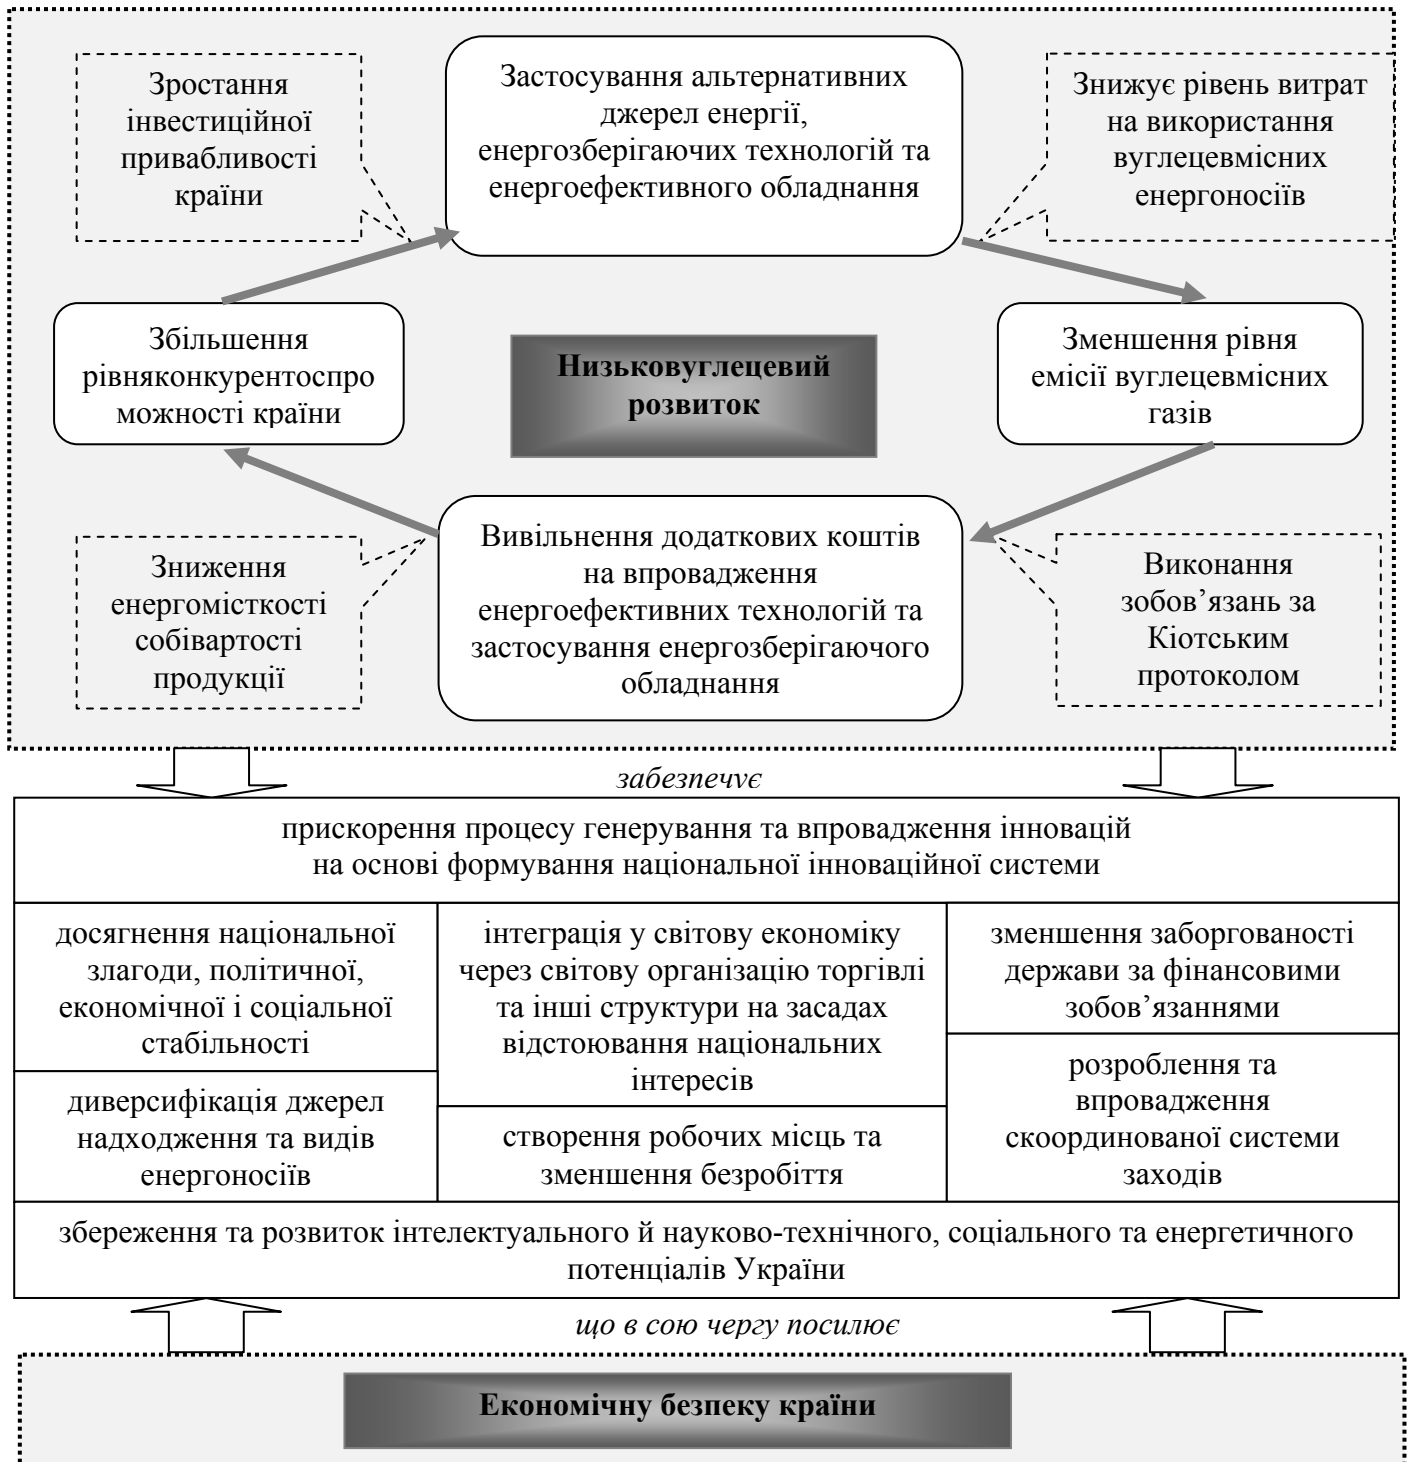 Зростання
інвестиційної
привабливості
країни
Застосування альтернативних
джерел енергії,
енергозберігаючих технологій та
енергоефективного обладнання
Знижує рівень витрат
на використання
вуглецевмісних
енергоносіїв
Збільшення
рівняконкурентоспро
можності країни
Низьковуглецевий
розвиток
Зменшення рівня
емісії вуглецевмісних
газів
Зниження
енергомісткості
собівартості
продукції
Вивільнення додаткових коштів
на впровадження
енергоефективних технологій та
застосування енергозберігаючого
обладнання
Виконання
зобов’язань за
Кіотським
протоколом
забезпечує
прискорення процесу генерування та впровадження інновацій
на основі формування національної інноваційної системи
досягнення національної
злагоди, політичної,
економічної і соціальної
стабільності
інтеграція у світову економіку
через світову організацію торгівлі
та інші структури на засадах
відстоювання національних
інтересів
зменшення заборгованості
держави за фінансовими
зобов’язаннями
диверсифікація джерел
надходження та видів
енергоносіїв
створення робочих місць та
зменшення безробіття
розроблення та
впровадження
скоординованої системи
заходів
збереження та розвиток інтелектуального й науково-технічного, соціального та енергетичного
потенціалів України
що в сою чергу посилює
Економічну безпеку країни